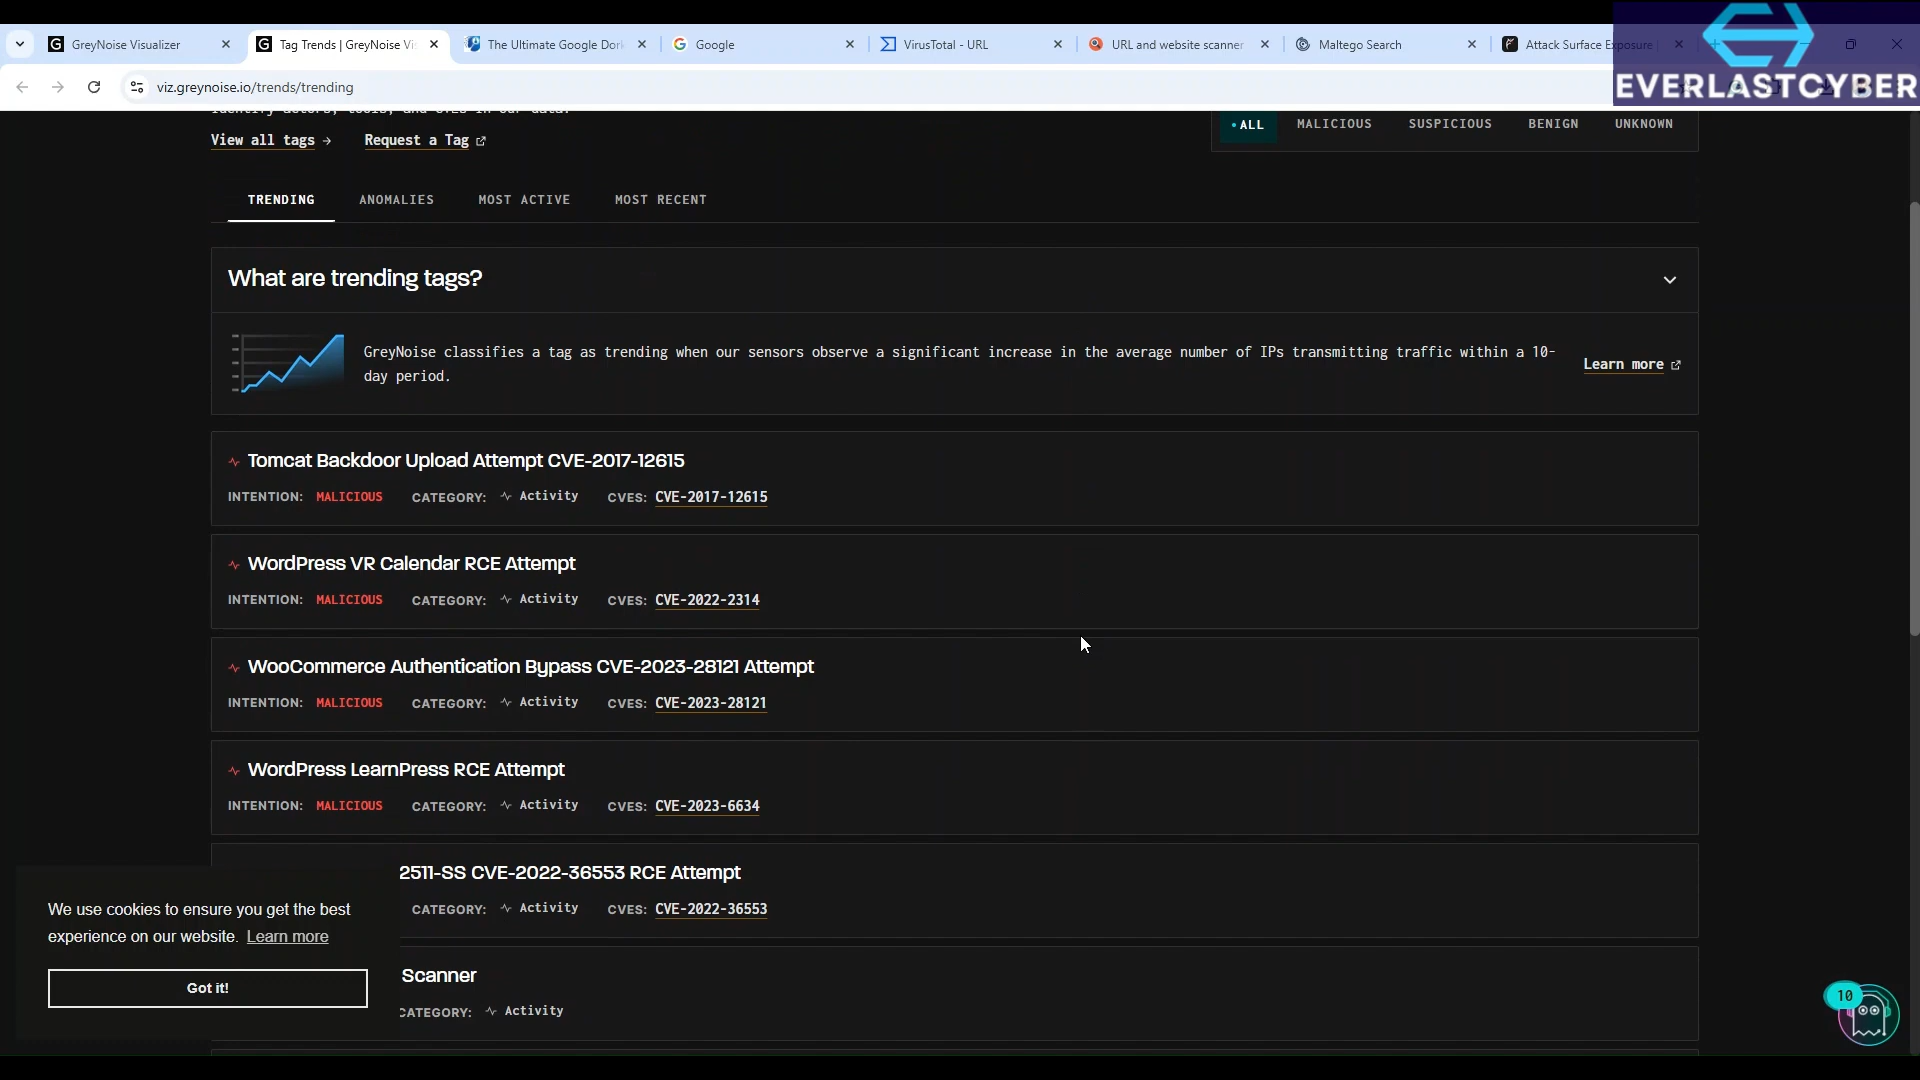 GreyNoise Visualizer
Tag Trends | GreyNoise Vi
The Ultimate Google Dor
Google
VirusTotal - URL
URL and website scanner
Maltego Search
Attack Surface Exposure
EVERLASTCYBER
viz.greynoise.io/trends/trending
identify actors, tools, and CVEs in our data.
View all tags →
Request a Tag
ALL
MALICIOUS
SUSPICIOUS
BENIGN
UNKNOWN
TRENDING
ANOMALIES
MOST ACTIVE
MOST RECENT
What are trending tags?
GreyNoise classifies a tag as trending when our sensors observe a significant increase in the average number of IPs transmitting traffic within a 10-
day period.
Learn more
Tomcat Backdoor Upload Attempt CVE-2017-12615
INTENTION: MALICIOUS CATEGORY: Activity CVES: CVE-2017-12615
WordPress VR Calendar RCE Attempt
INTENTION: MALICIOUS CATEGORY: Activity CVES: CVE-2022-2314
WooCommerce Authentication Bypass CVE-2023-28121 Attempt
INTENTION: MALICIOUS CATEGORY: Activity CVES: CVE-2023-28121
WordPress LearnPress RCE Attempt
INTENTION: MALICIOUS CATEGORY: Activity CVES: CVE-2023-6634
2511-SS CVE-2022-36553 RCE Attempt
CATEGORY: Activity CVES: CVE-2022-36553
Scanner
CATEGORY: Activity
We use cookies to ensure you get the best
experience on our website. Learn more
Got it!
10